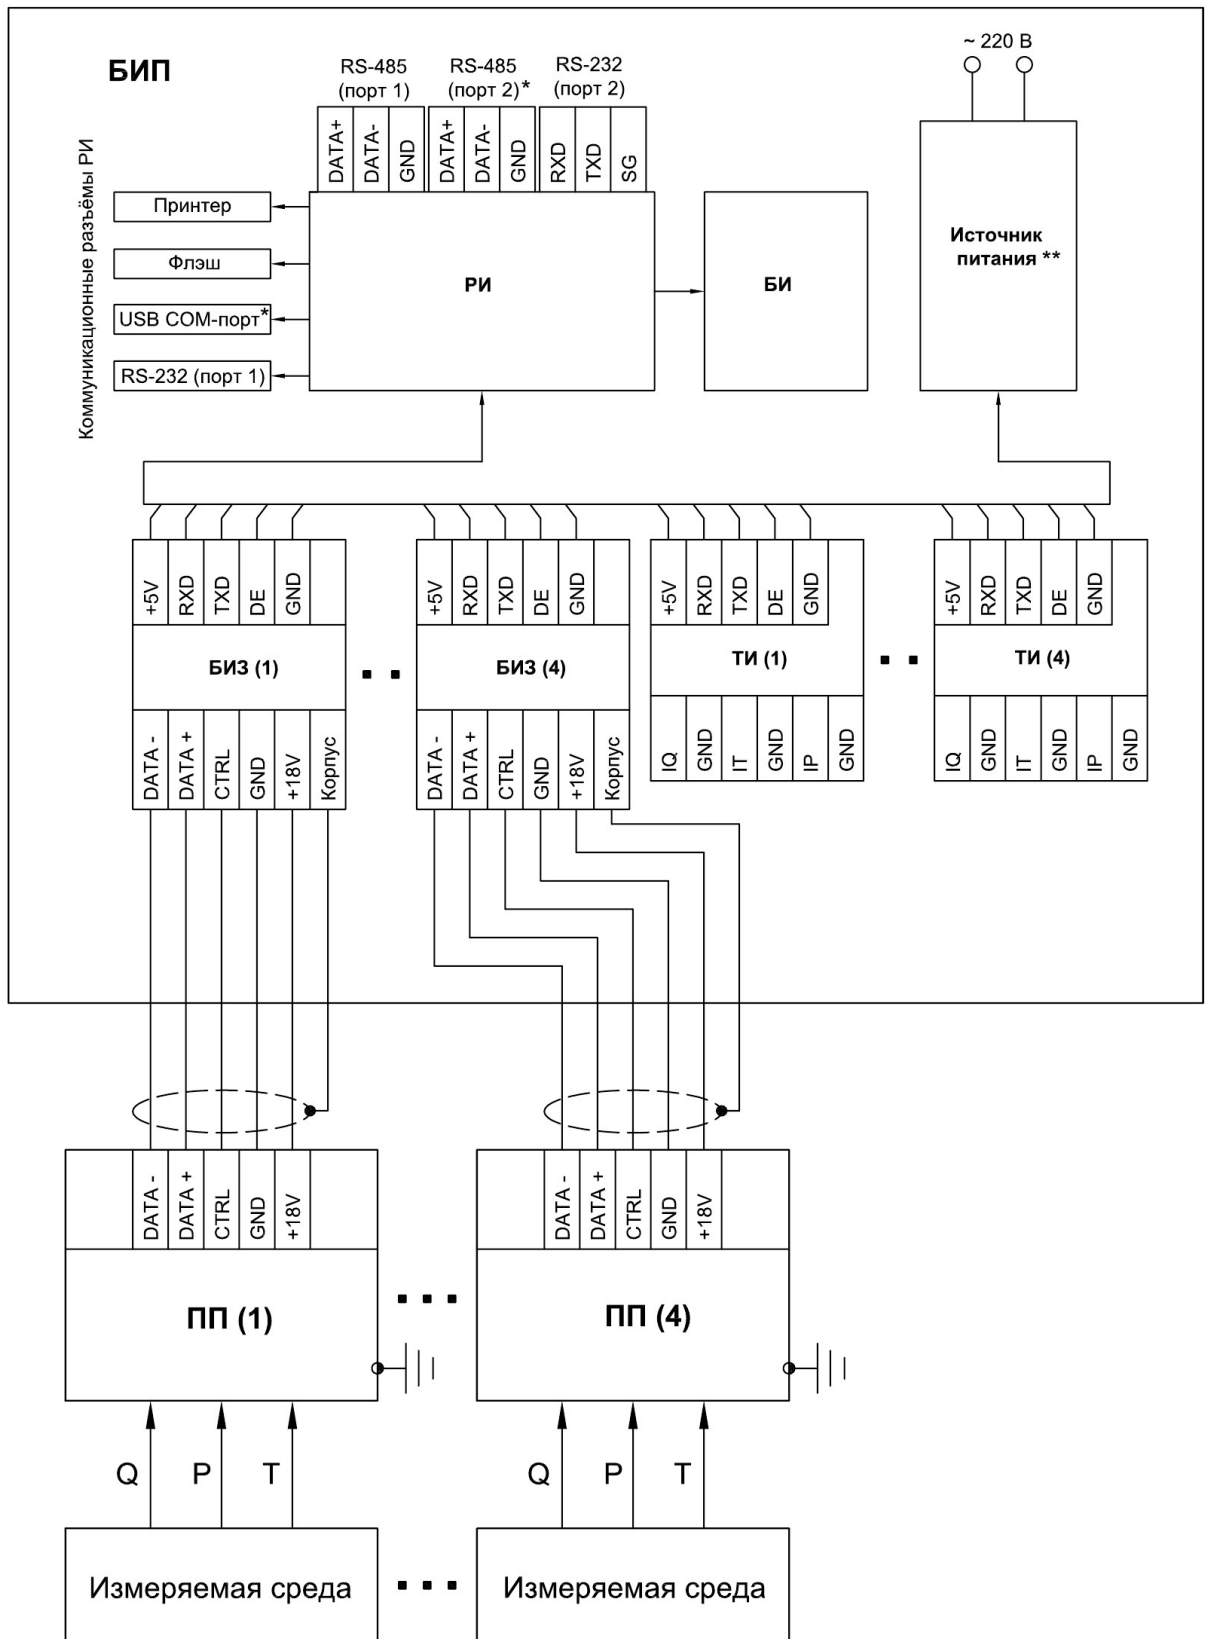 ~ 220 В
БИП
RS-485
(порт 1)
RS-485
(порт 2)*
RS-232
(порт 2)
DATA+
DATA-
GND
DATA+
DATA-
GND
RXD
TXD
SG
Коммуникационные разъёмы РИ
Принтер
Флэш
USB COM-порт*
RS-232 (порт 1)
РИ
БИ
Источник
питания **
+5V
RXD
TXD
DE
GND
+5V
RXD
TXD
DE
GND
+5V
RXD
TXD
DE
GND
+5V
RXD
TXD
DE
GND
БИЗ (1)
БИЗ (4)
ТИ (1)
ТИ (4)
DATA -
DATA +
CTRL
GND
+18V
Корпус
DATA -
DATA +
CTRL
GND
+18V
Корпус
IQ
GND
IT
GND
IP
GND
IQ
GND
IT
GND
IP
GND
DATA -
DATA +
CTRL
GND
+18V
DATA -
DATA +
CTRL
GND
+18V
ПП (1)
ПП (4)
Q
P
T
Q
P
T
Измеряемая среда
Измеряемая среда